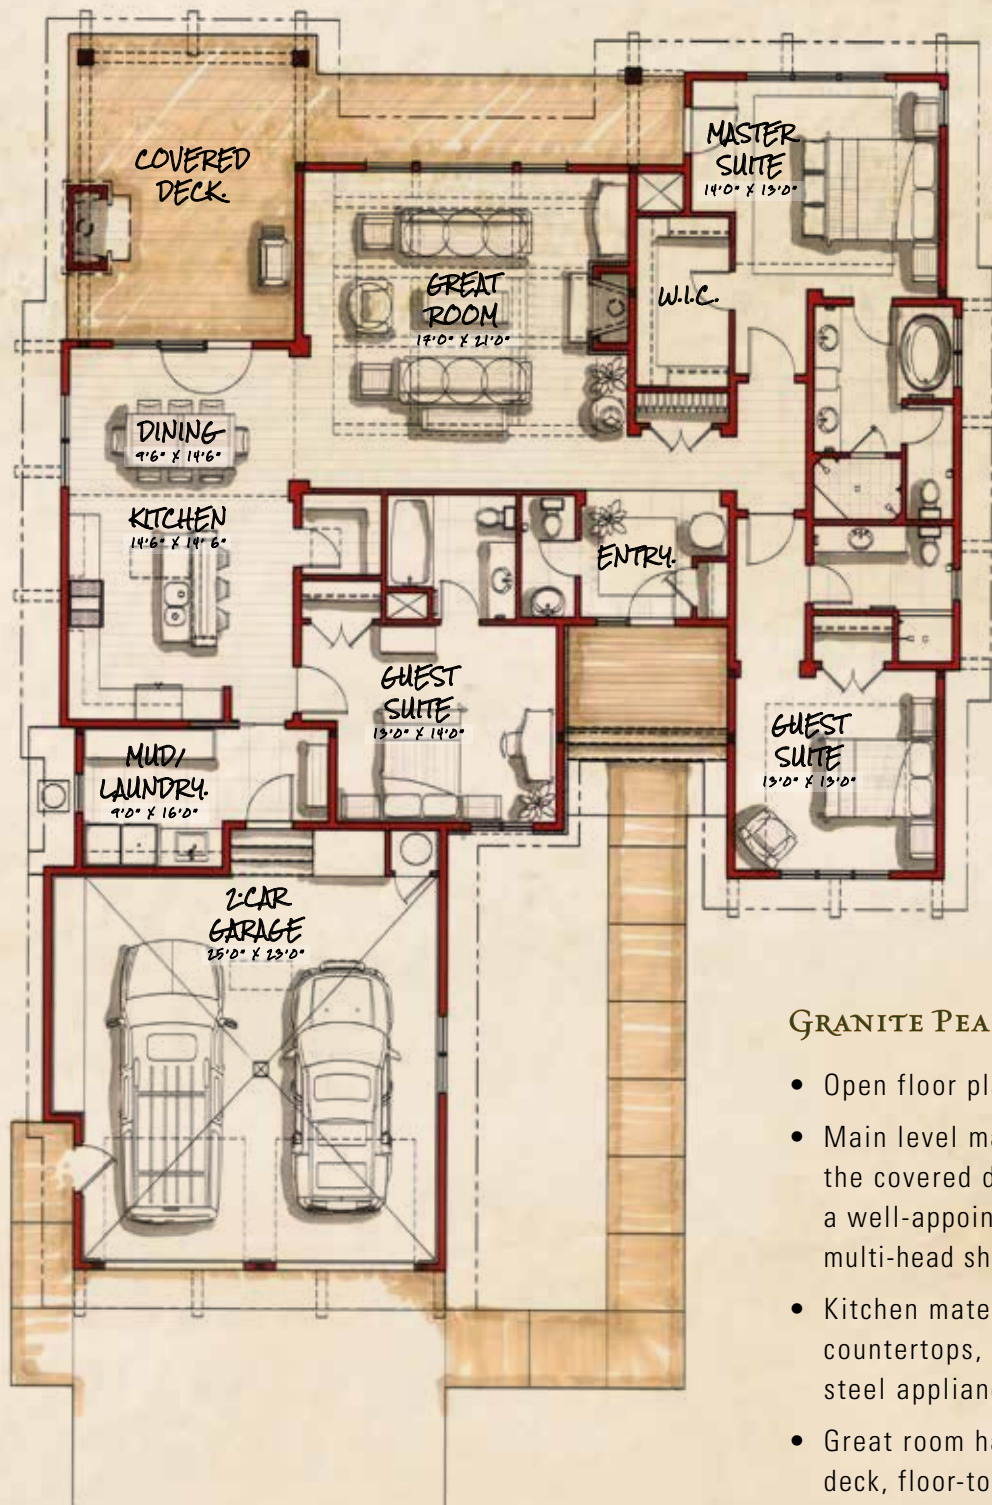 COVERED
DECK.
MASTER
SUITE
14'0" X 13'0"
GREAT
ROOM
17'0" X 21'0"
W.I.C.
DINING
9'6" X 14'6"
KITCHEN
14'6" X 14'6"
ENTRY.
GUEST
SUITE
13'0" X 14'0"
GUEST
SUITE
13'0" X 13'0"
MUD/
LAUNDRY.
9'0" X 16'0"
2-CAR
GARAGE
25'0" X 23'0"
GRANITE PEA
• Open floor pl
• Main level ma
the covered d
a well-appoin
multi-head sh
• Kitchen mate
countertops,
steel applian
• Great room ha
deck, floor-to